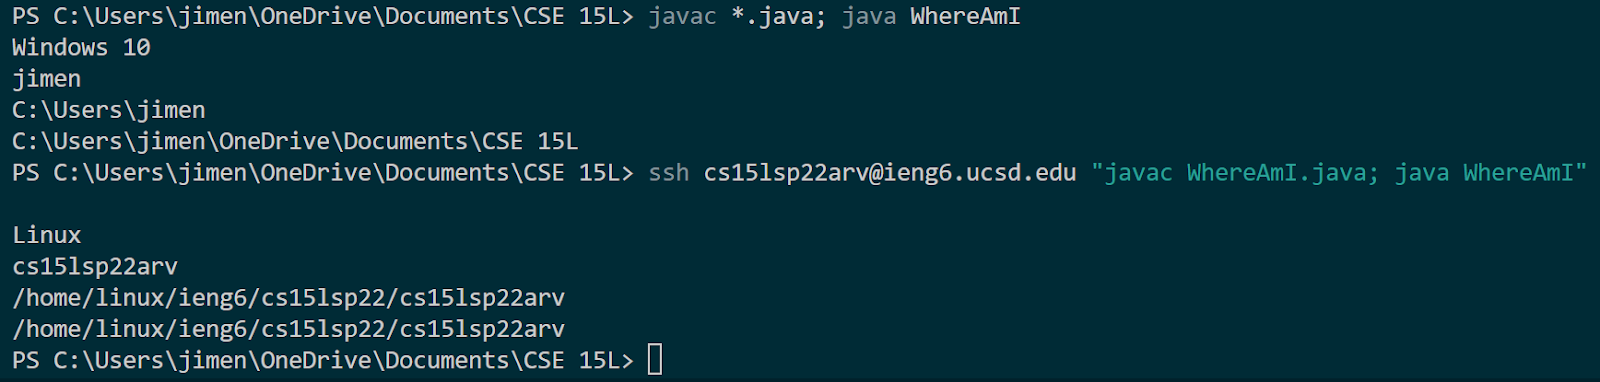 PS C:\Users\jimen\OneDrive\Documents\CSE 15L> javac *.java; java WhereAmI
Windows 10
jimen
C:\Users\jimen
C:\Users\jimen\OneDrive\Documents\CSE 15L
PS C:\Users\jimen\OneDrive\Documents\CSE 15L> ssh cs15lsp22arv@ieng6.ucsd.edu "javac WhereAmI.java; java WhereAmI"
Linux
cs15lsp22arv
/home/linux/ieng6/cs15lsp22/cs15lsp22arv
/home/linux/ieng6/cs15lsp22/cs15lsp22arv
PS C:\Users\jimen\OneDrive\Documents\CSE 15L>